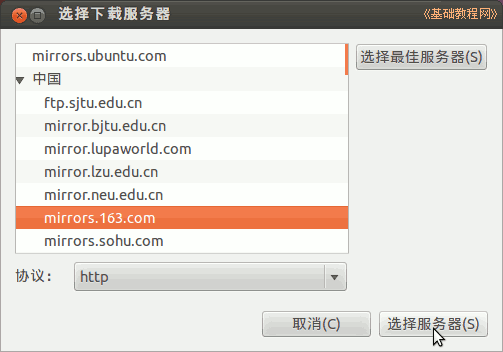 选择下载服务器
《基础教程网》
mirrors.ubuntu.com
选择最佳服务器(S)
中国
ftp.sjtu.edu.cn
mirror.bjtu.edu.cn
mirror.lupaworld.com
mirror.lzu.edu.cn
mirror.neu.edu.cn
mirrors.163.com
mirrors.sohu.com
协议： http
取消(C)
选择服务器(S)